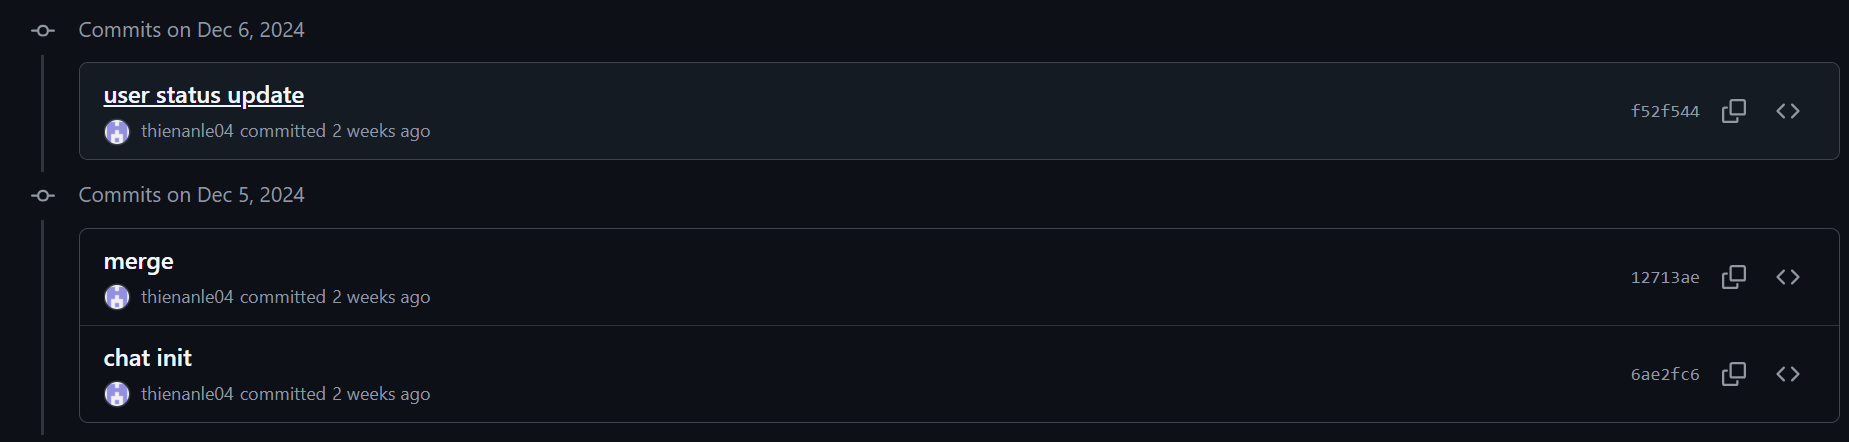 Commits on Dec 6, 2024
user status update
thienanle04 committed 2 weeks ago
f52f544
Commits on Dec 5, 2024
merge
thienanle04 committed 2 weeks ago
12713ae
chat init
thienanle04 committed 2 weeks ago
6ae2fc6